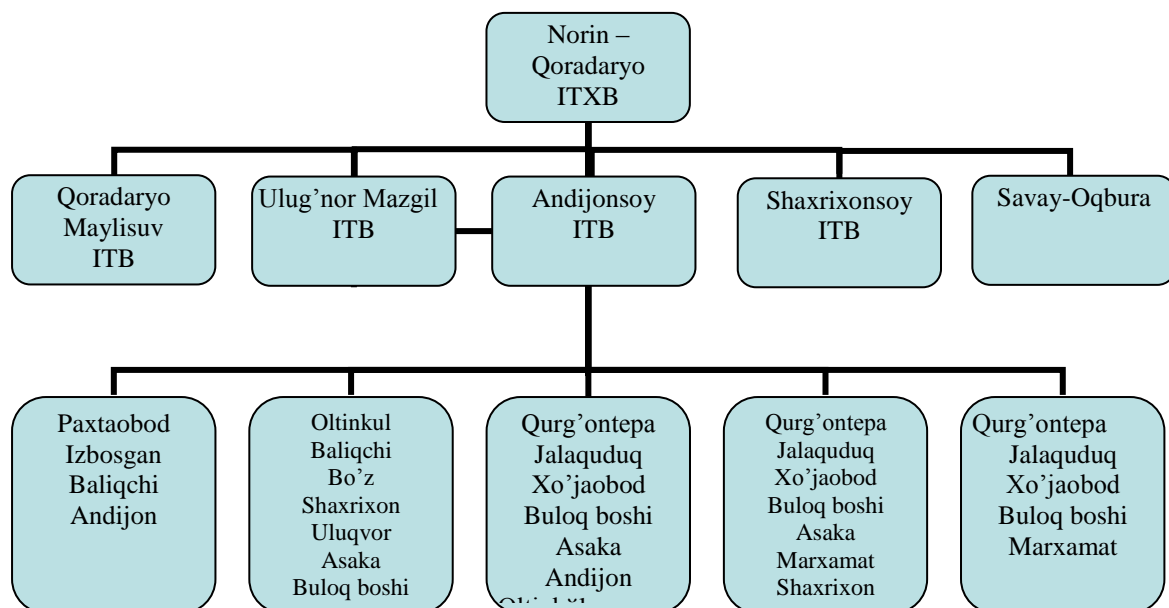 Norin –
Qoradaryo
ITXB
Qoradaryo
Maylisuv
ITB
Ulug’nor Mazgil
ITB
Andijonsoy
ITB
Shaxrixonsoy
ITB
Savay-Oqbura
Paxtaobod
Izbosgan
Baliqchi
Andijon
Oltinkul
Baliqchi
Bo’z
Shaxrixon
Uluqvor
Asaka
Buloq boshi
Qurg’ontepa
Jalaquduq
Xo’jaobod
Buloq boshi
Asaka
Andijon
Qurg’ontepa
Jalaquduq
Xo’jaobod
Buloq boshi
Asaka
Marxamat
Shaxrixon
Qurg’ontepa
Jalaquduq
Xo’jaobod
Buloq boshi
Marxamat